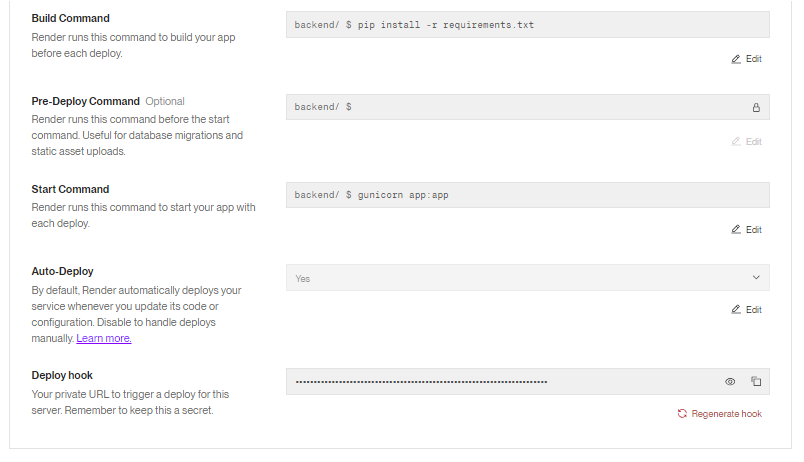 Build Command
backend/ $ pip install -r requirements.txt
Render runs this command to build your app
before each deploy.
Edit
Pre-Deploy Command Optional
backend/ $
Render runs this command before the start
command. Useful for database migrations and
static asset uploads.
Edit
Start Command
backend/ $ gunicorn app:app
Render runs this command to start your app with
each deploy.
Edit
Auto-Deploy
Yes
By default, Render automatically deploys your
service whenever you update its code or
configuration. Disable to handle deploys
manually. Learn more.
Edit
Deploy hook
Your private URL to trigger a deploy for this
server. Remember to keep this a secret.
Regenerate hook